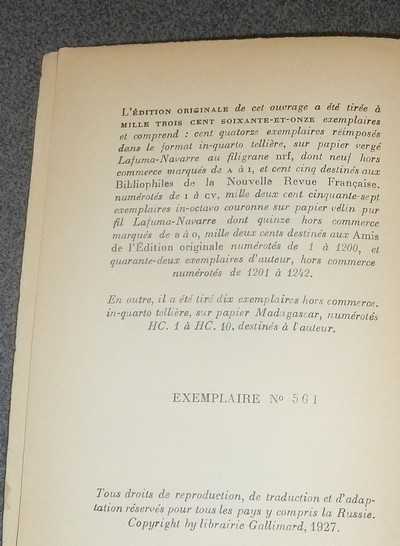 L'ÉDITION ORIGINALE de cet ouvrage a été tirée à
MILLE TROIS CENT SOIXANTE-ET-ONZE exemplaires
et comprend : cent quatorze exemplaires réimposés
dans le format in-quarto tellière, sur papier vergé
Lafuma-Navarre au filigrane nrf, dont neuf hors
commerce marqués de A à I, et cent cinq destinés aux
Bibliophiles de la Nouvelle Revue Française,
numérotés de I à CV, mille deux cent cinquante-sept
exemplaires in-octavo couronne sur papier vélin pur
fil Lafuma-Navarre dont quinze hors commerce
marqués de a à o, mille deux cents destinés aux Amis
de l'Édition originale numérotés de 1 à 1200, et
quarante-deux exemplaires d'auteur, hors commerce
numérotés de 1201 à 1242.
En outre, il a été tiré dix exemplaires hors commerce,
in-quarto tellière, sur papier Madagascar, numérotés
HC. 1 à HC. 10. destinés à l'auteur.
EXEMPLAIRE No 561
Tous droits de reproduction, de traduction et d'adap-
tation réservés pour tous les pays y compris la Russie.
Copyright by librairie Gallimard, 1927.